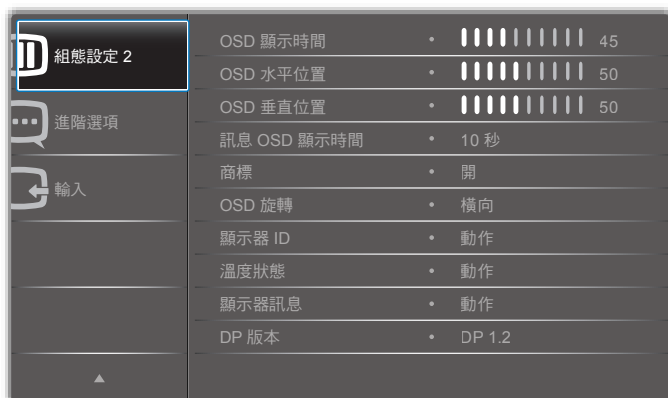 組態設定 2
進階選項
輸入
OSD 顯示時間 • 45
OSD 水平位置 • 50
OSD 垂直位置 • 50
訊息 OSD 顯示時間 • 10 秒
商標 • 開
OSD 旋轉 • 橫向
顯示器 ID • 動作
溫度狀態 • 動作
顯示器訊息 • 動作
DP 版本 • DP 1.2